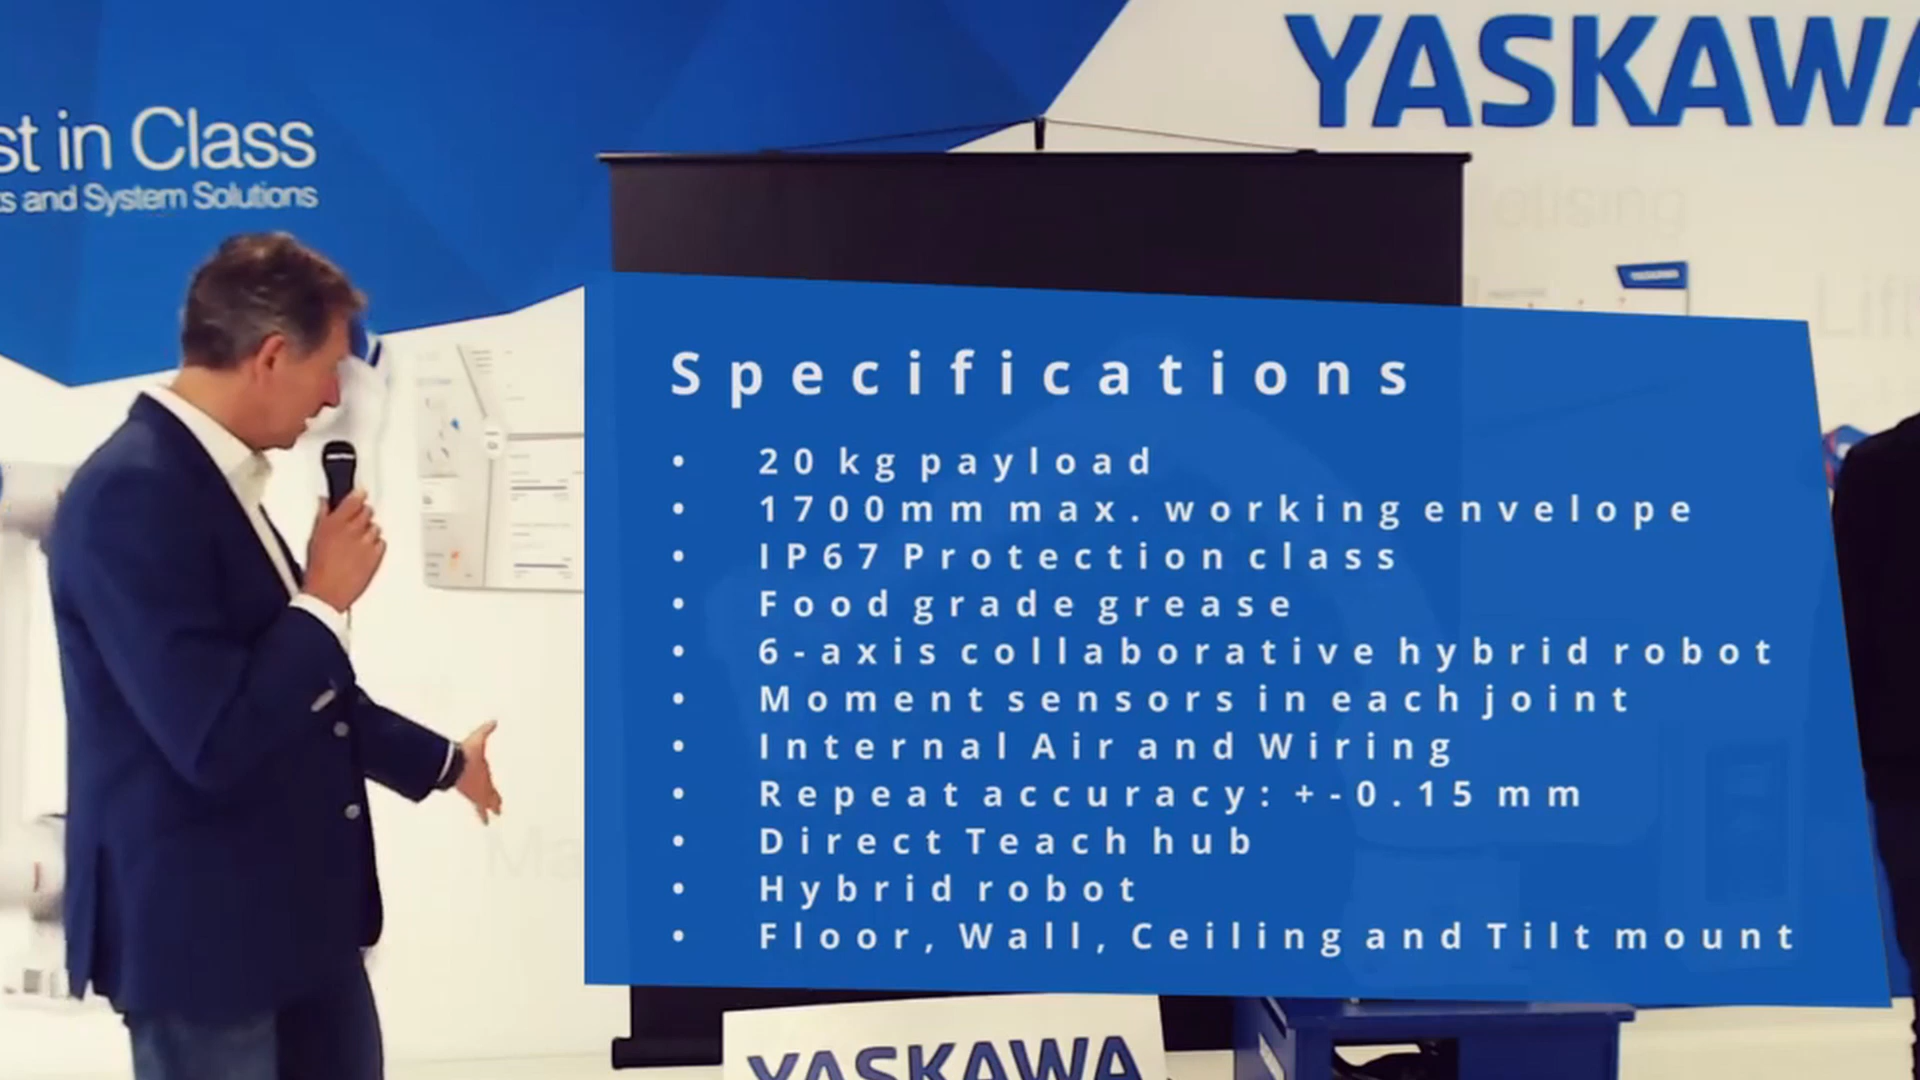 YASKAWA
st in Class
s and System Solutions
Specifications
• 20 kg payload
• 1700mm max. working envelope
• IP67 Protection class
• Food grade grease
• 6-axis collaborative hybrid robot
• Moment sensors in each joint
• Internal Air and Wiring
• Repeat accuracy: +-0.15 mm
• Direct Teach hub
• Hybrid robot
• Floor, Wall, Ceiling and Tilt mount
YASKAWA